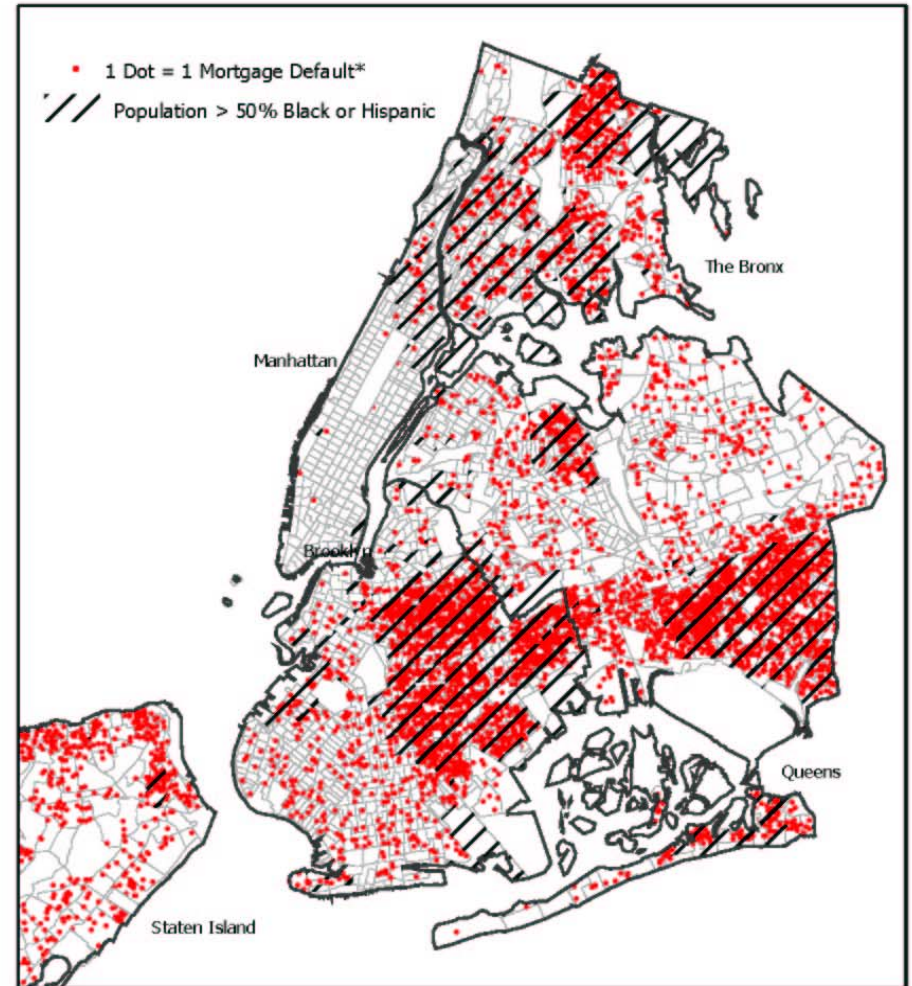 1 Dot = 1 Mortgage Default*
Population > 50% Black or Hispanic
The Bronx
Manhattan
Brooklyn
Queens
Staten Island